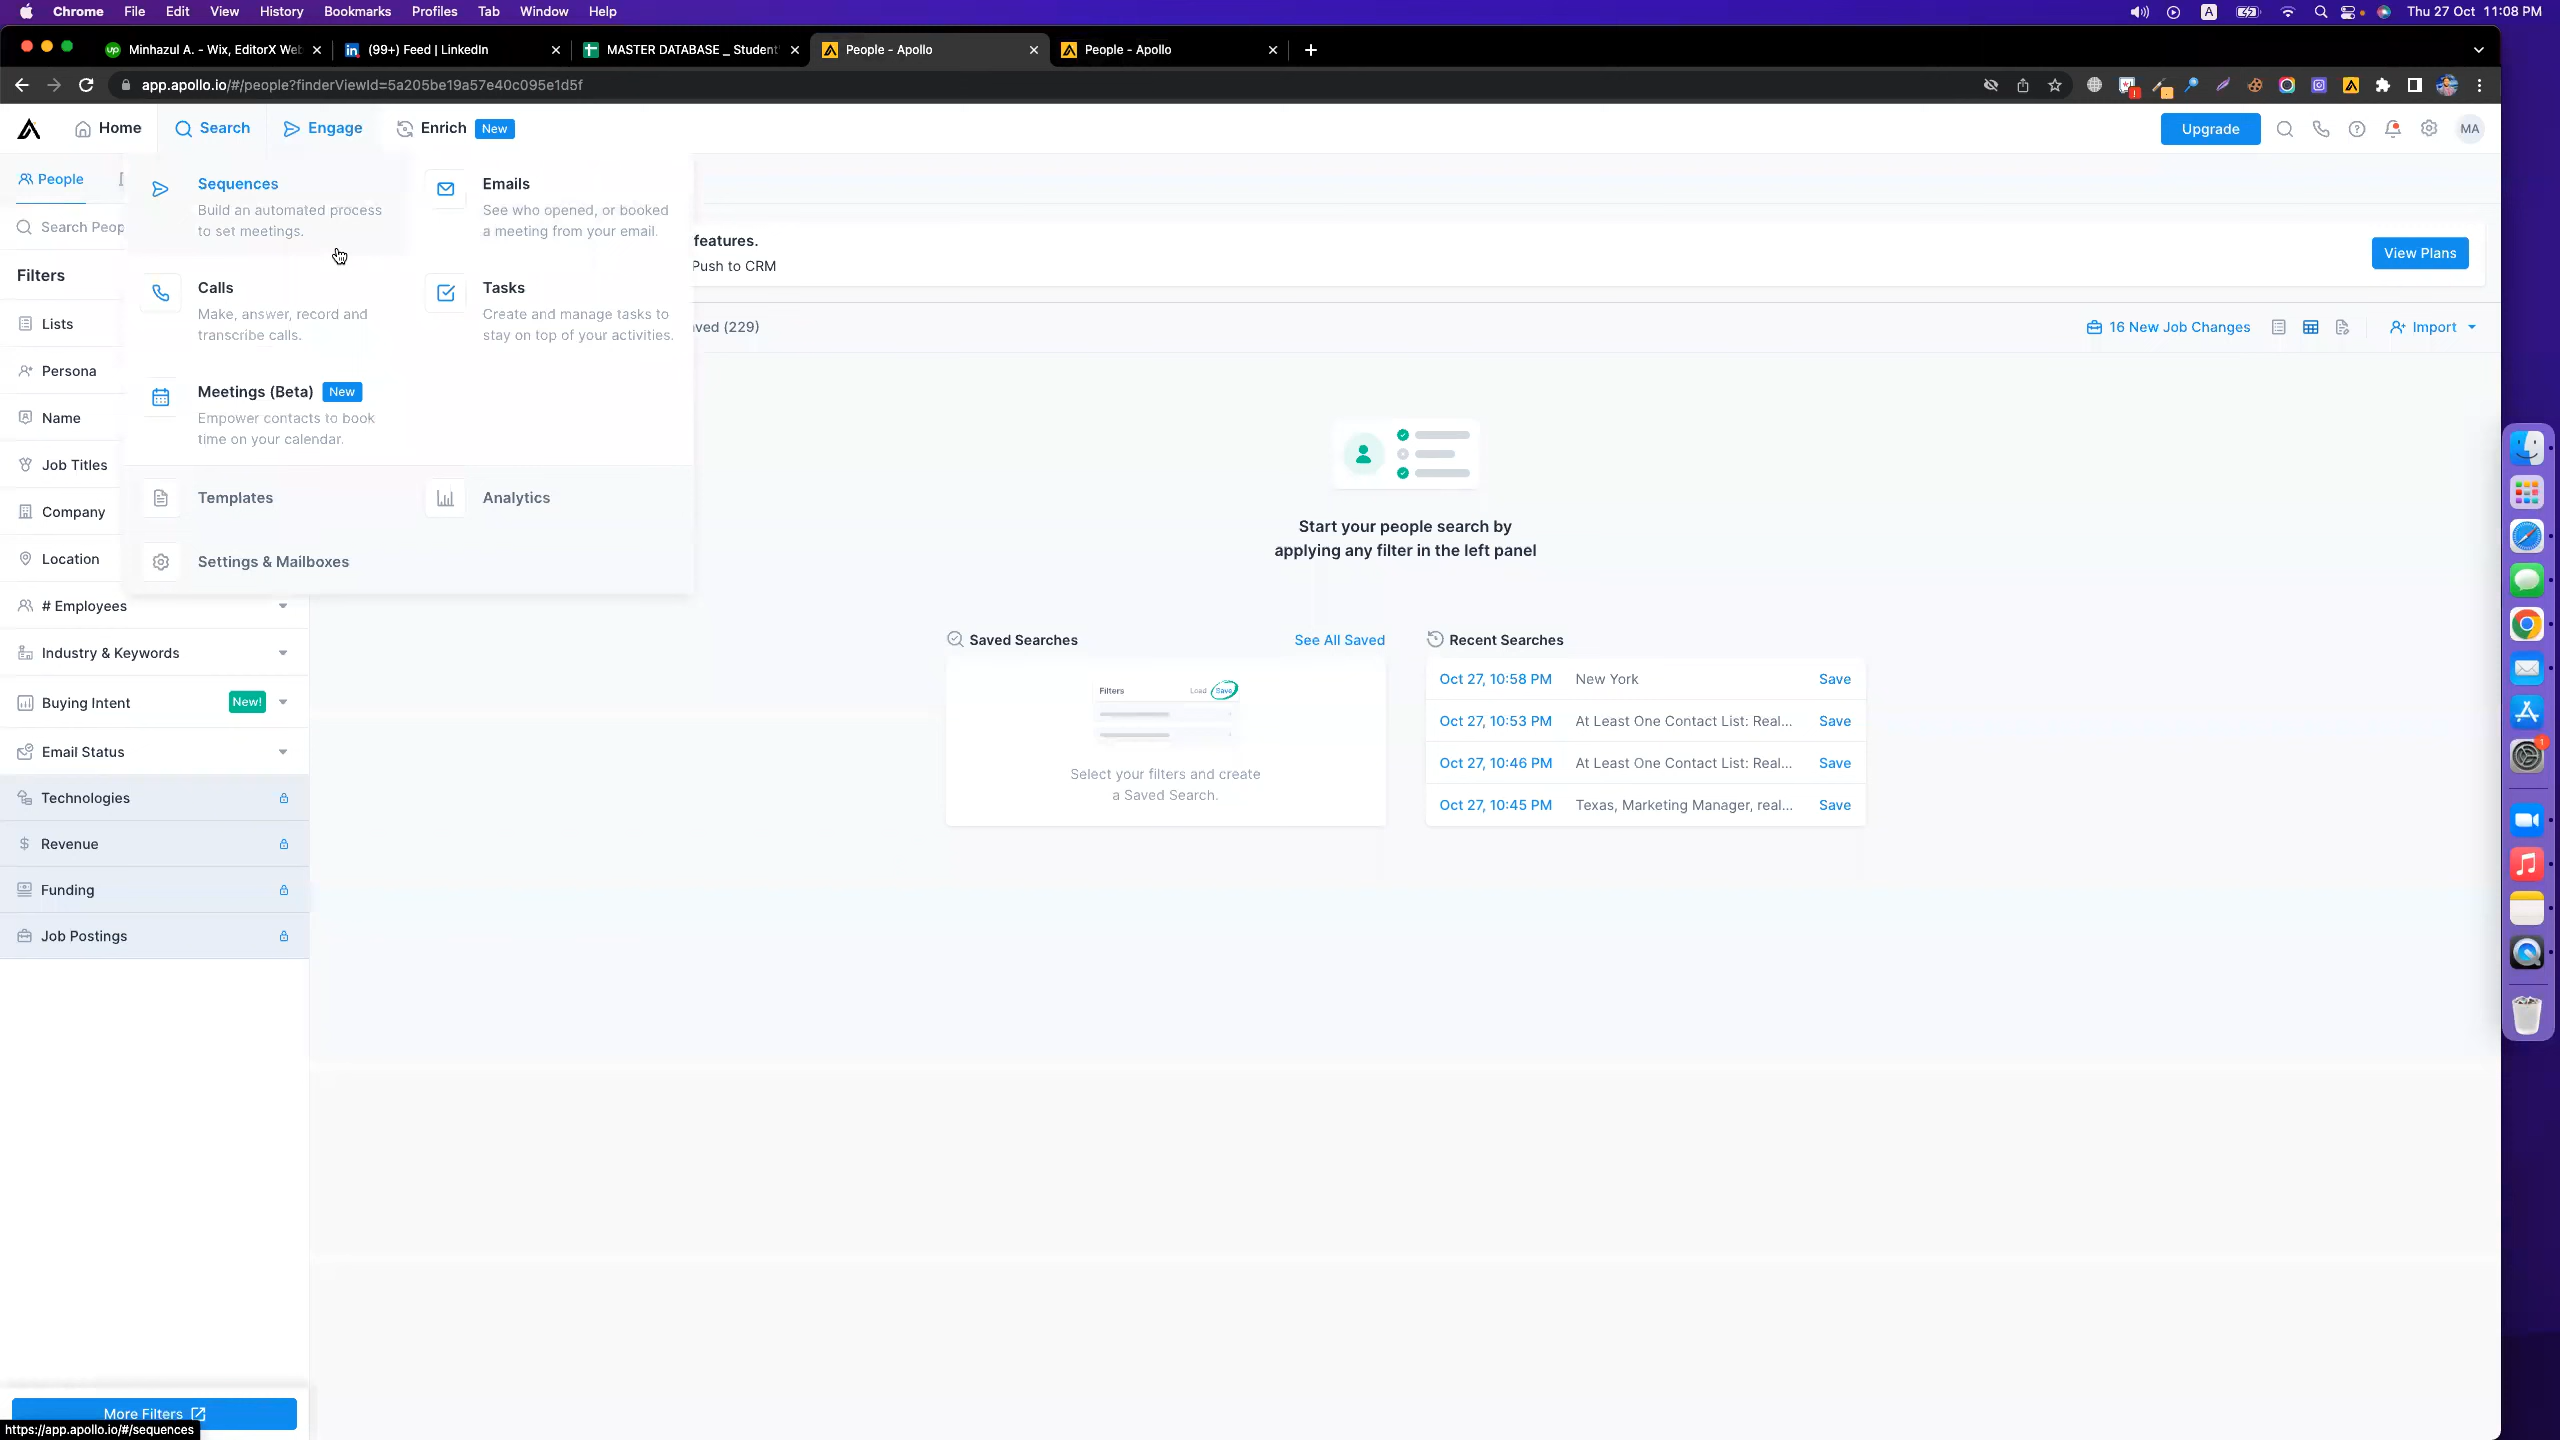 Chrome File Edit View History Bookmarks Profiles Tab Window Help
A
Thu 27 Oct 11:08 PM
up Minhazul A. - Wix, EditorX Web
in (99+) Feed | LinkedIn
MASTER DATABASE _ Student'
People - Apollo
People - Apollo
app.apollo.io/#/people?finderViewId=5a205be19a57e40c095e1d5f
Home
Search
Engage
Enrich New
Upgrade
MA
People
Search Peop
Filters
Lists
Persona
Name
Job Titles
Company
Location
# Employees
Industry & Keywords
Buying Intent New!
Email Status
Technologies
Revenue
Funding
Job Postings
More Filters
https://app.apollo.io/#/sequences
Sequences
Build an automated process
to set meetings.
Emails
See who opened, or booked
a meeting from your email.
Calls
Make, answer, record and
transcribe calls.
Tasks
Create and manage tasks to
stay on top of your activities.
Meetings (Beta) New
Empower contacts to book
time on your calendar.
Templates
Analytics
Settings & Mailboxes
features.
Push to CRM
View Plans
ved (229)
16 New Job Changes
Import
Start your people search by
applying any filter in the left panel
Saved Searches
See All Saved
Filters Load Save
Select your filters and create
a Saved Search.
Recent Searches
Oct 27, 10:58 PM New York Save
Oct 27, 10:53 PM At Least One Contact List: Real... Save
Oct 27, 10:46 PM At Least One Contact List: Real... Save
Oct 27, 10:45 PM Texas, Marketing Manager, real... Save
1